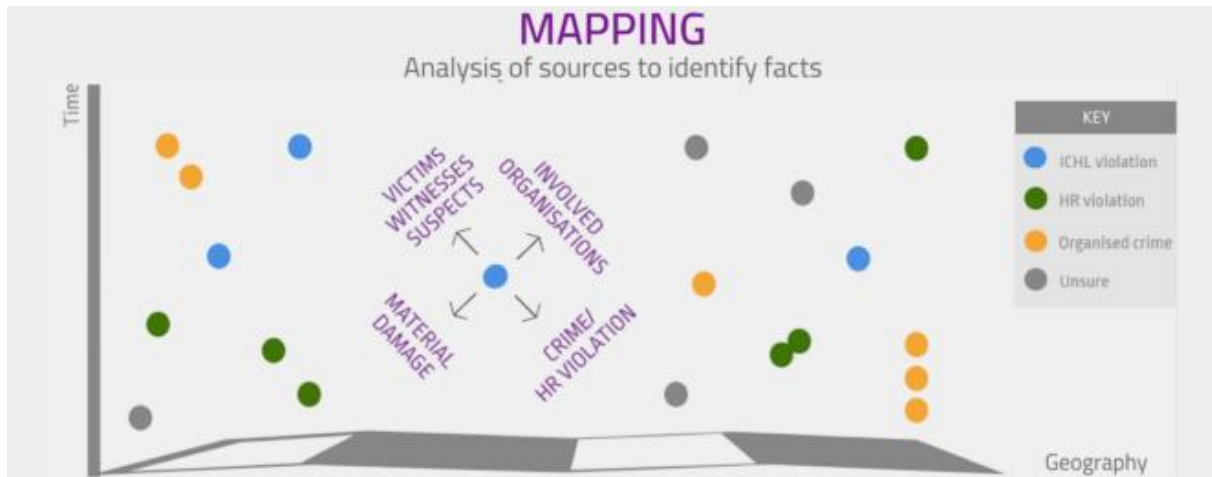 MAPPING
Analysis of sources to identify facts
Time
VICTIMS
WITNESSES
SUSPECTS
INVOLVED
ORGANISATIONS
MATERIAL
DAMAGE
CRIME/
HR VIOLATION
KEY
ICHL violation
HR violation
Organised crime
Unsure
Geography